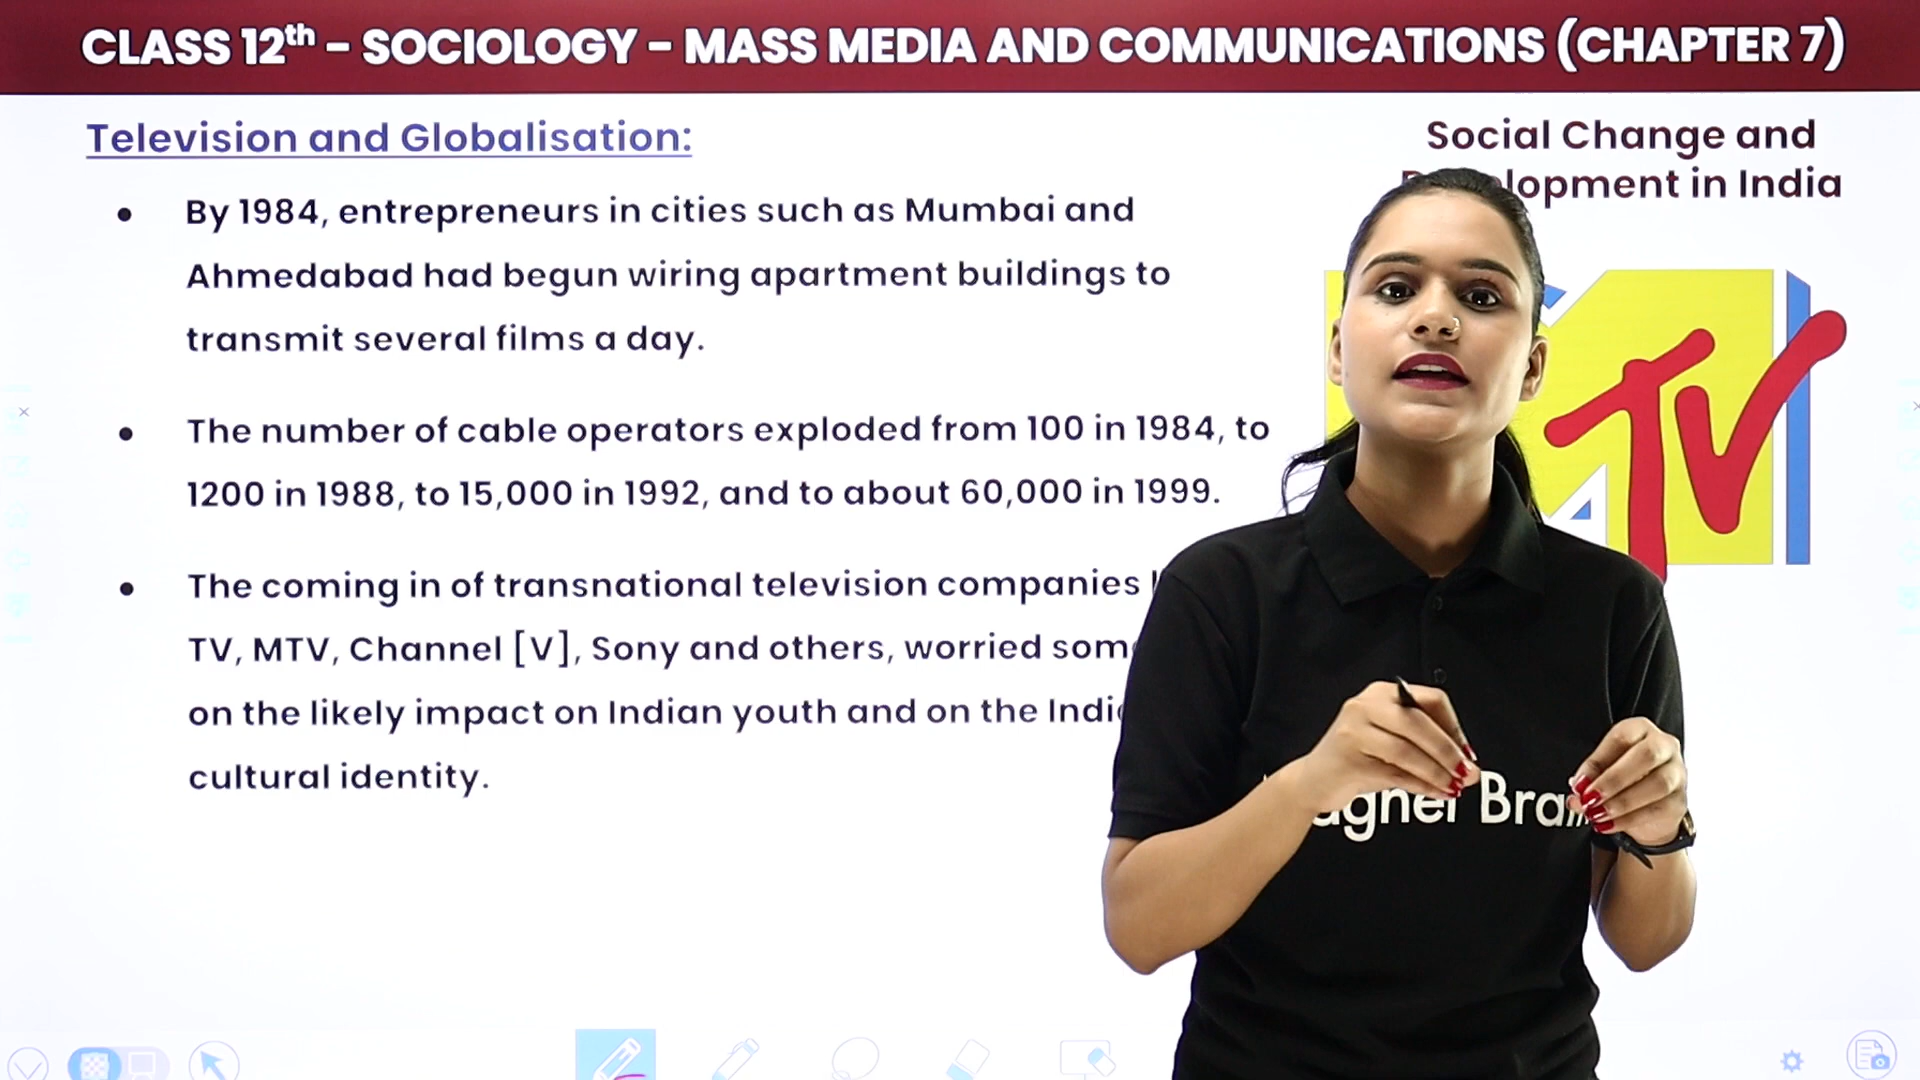 CLASS 12th – SOCIOLOGY – MASS MEDIA AND COMMUNICATIONS (CHAPTER 7)
Television and Globalisation:
Social Change and
in India
• By 1984, entrepreneurs in cities such as Mumbai and
Ahmedabad had begun wiring apartment buildings to
transmit several films a day.
• The number of cable operators exploded from 100 in 1984, to
1200 in 1988, to 15,000 in 1992, and to about 60,000 in 1999.
• The coming in of transnational television companies
TV, MTV, Channel [V], Sony and others, worried
on the likely impact on Indian youth and on the
cultural identity.
TV